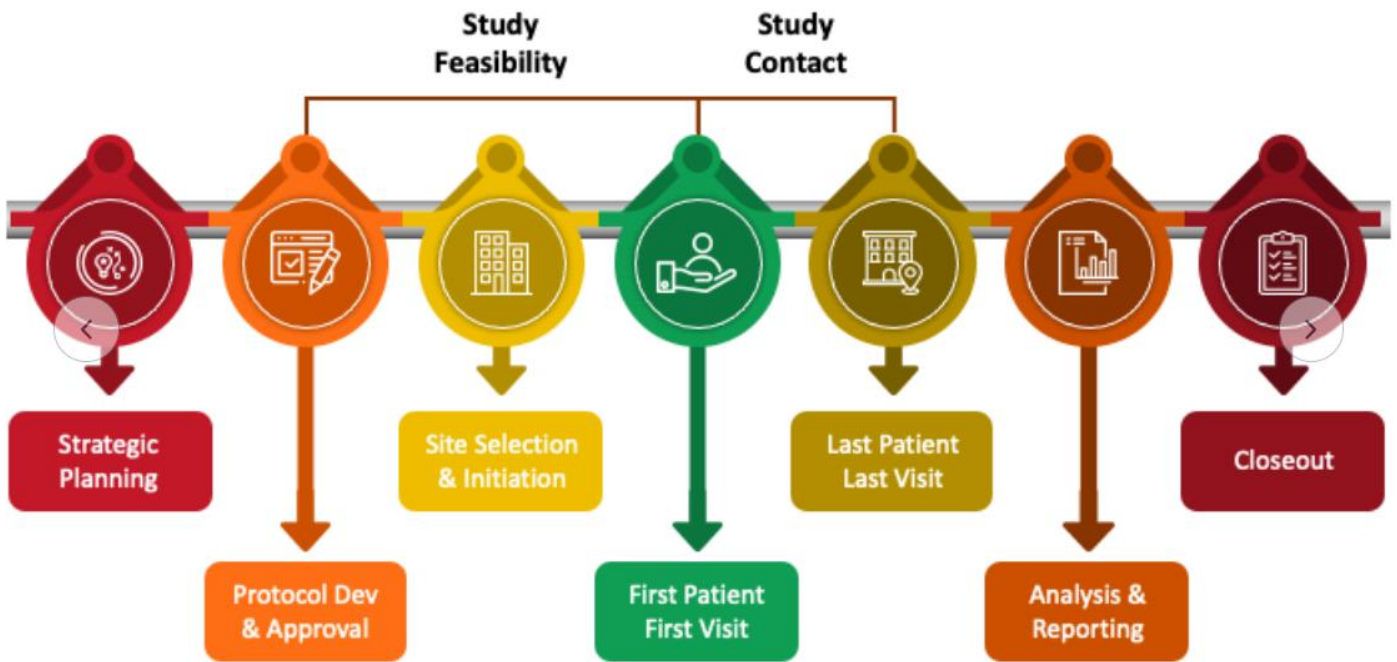 Study
Feasibility
Study
Contact
Strategic
Planning
Protocol Dev
& Approval
Site Selection
& Initiation
First Patient
First Visit
Last Patient
Last Visit
Analysis &
Reporting
Closeout